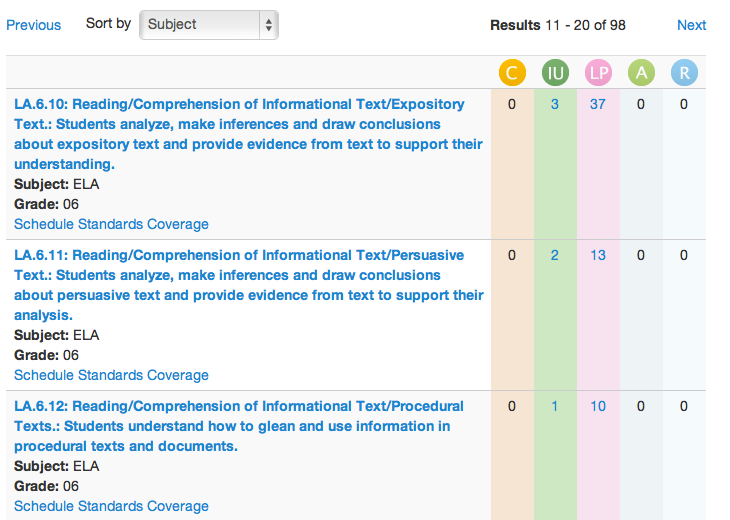 Previous Sort by Subject Results 11 - 20 of 98 Next
C IU LP A R
LA.6.10: Reading/Comprehension of Informational Text/Expository 0 3 37 0 0
Text.: Students analyze, make inferences and draw conclusions
about expository text and provide evidence from text to support their
understanding.
Subject: ELA
Grade: 06
Schedule Standards Coverage
LA.6.11: Reading/Comprehension of Informational Text/Persuasive 0 2 13 0 0
Text.: Students analyze, make inferences and draw conclusions
about persuasive text and provide evidence from text to support their
analysis.
Subject: ELA
Grade: 06
Schedule Standards Coverage
LA.6.12: Reading/Comprehension of Informational Text/Procedural 0 1 10 0 0
Texts.: Students understand how to glean and use information in
procedural texts and documents.
Subject: ELA
Grade: 06
Schedule Standards Coverage